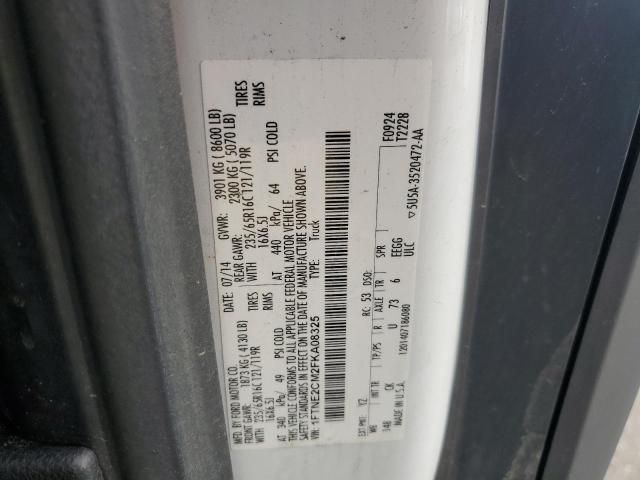 MFD. BY FORD MOTOR CO.
DATE: 07/14 GVWR: 3901 KG ( 8600 LB)
FRONT GAWR: 1873 KG ( 4130 LB) REAR GAWR: 2300 KG ( 5070 LB)
WITH 235/65R16C121/119R TIRES WITH 235/65R16C121/119R TIRES
16X6.5J RIMS 16X6.5J RIMS
AT 340 kPa/ 49 PSI COLD AT 440 kPa/ 64 PSI COLD
THIS VEHICLE CONFORMS TO ALL APPLICABLE FEDERAL MOTOR VEHICLE
SAFETY STANDARDS IN EFFECT ON THE DATE OF MANUFACTURE SHOWN ABOVE.
VIN: 1FTNE2CM2FKA08325 TYPE: Truck
F0924
T222B
EXT PNT: YZ RC: 53 DSO:
WB INT TR TP/PS R AXLE TR SPR
148 CK U 73 6 EEGG
MADE IN U.S.A. ULC
1201407186080
5U5A-3520472-AA